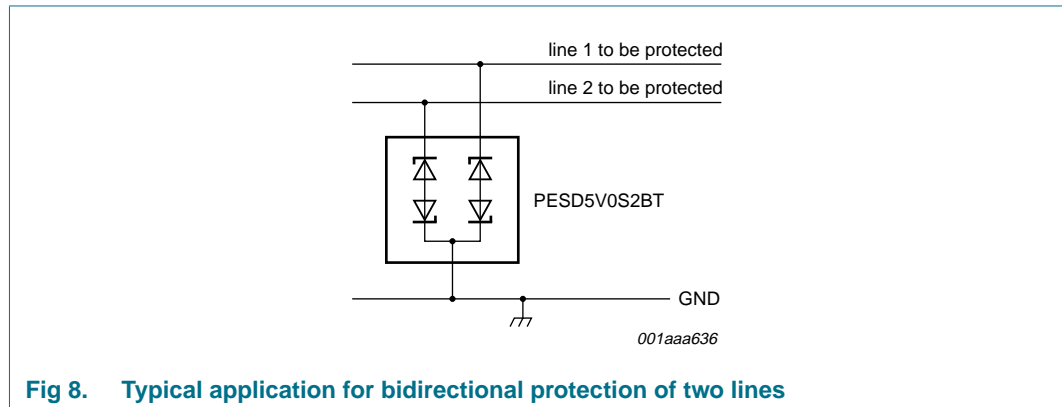 line 1 to be protected
line 2 to be protected
PESD5V0S2BT
GND
001aaa636
Fig 8. Typical application for bidirectional protection of two lines